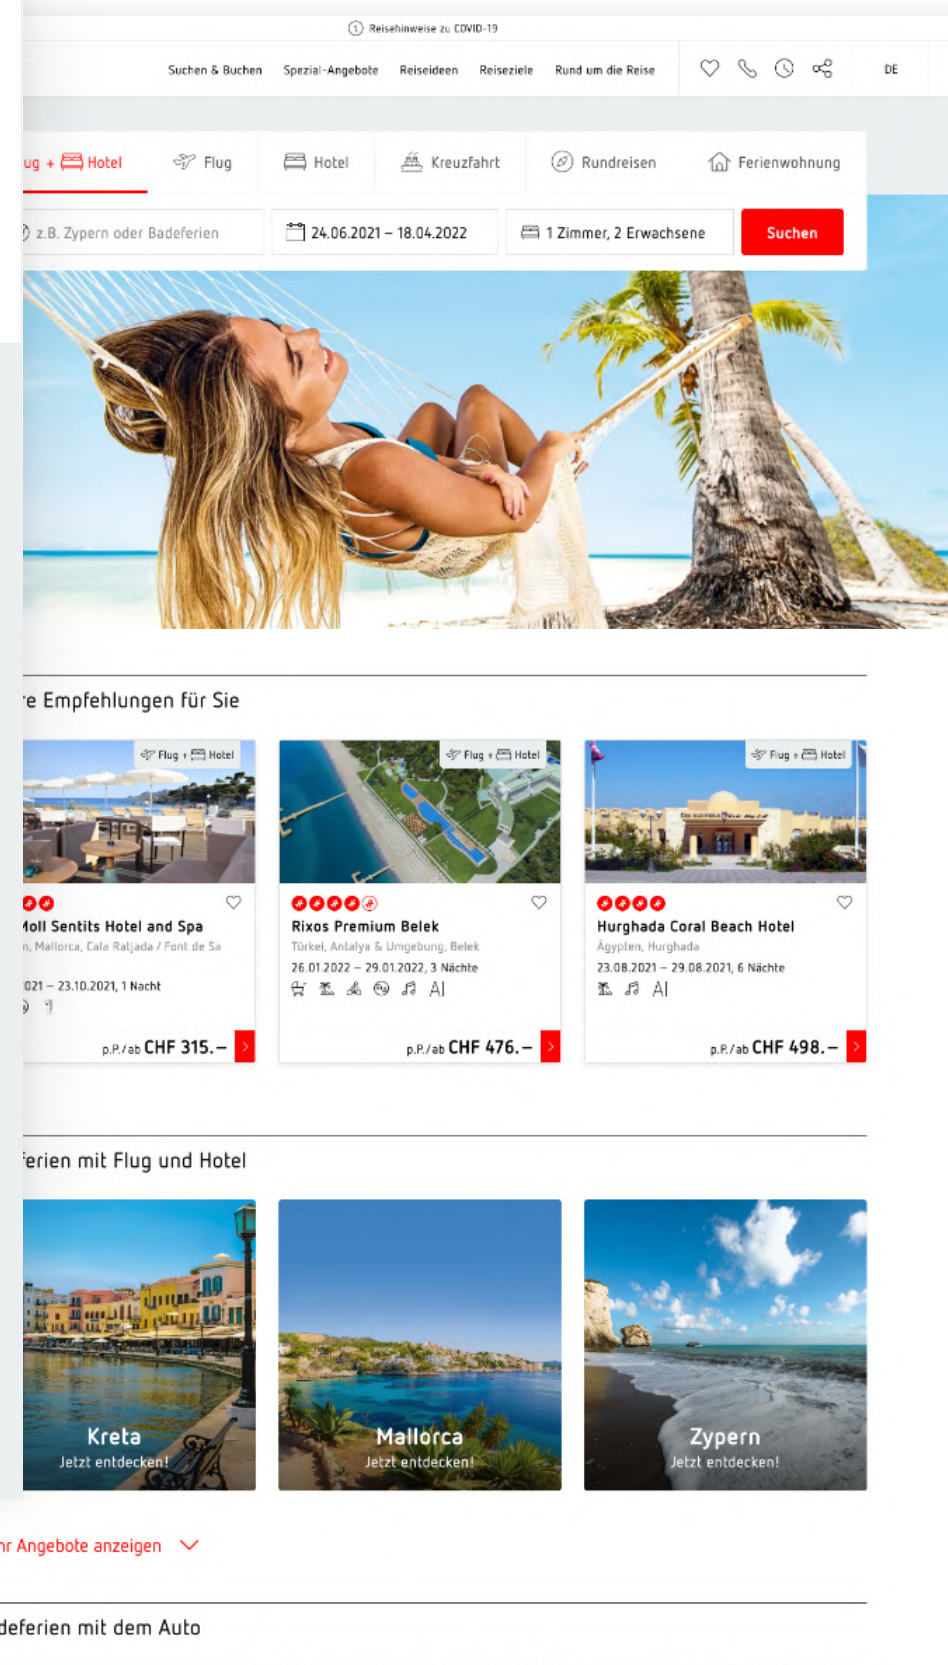 Reisehinweise zu COVID-19
Suchen & Buchen Spezial-Angebote Reiseideen Reiseziele Rund um die Reise DE
ug + Hotel Flug Hotel Kreuzfahrt Rundreisen Ferienwohnung
z.B. Zypern oder Badeferien 24.06.2021 – 18.04.2022 1 Zimmer, 2 Erwachsene Suchen
re Empfehlungen für Sie
Flug + Hotel
Moll Sentits Hotel and Spa
n, Mallorca, Cala Ratjada / Font de Sa
2021 – 23.10.2021, 1 Nacht
p.P./ab CHF 315.–
Flug + Hotel
Rixos Premium Belek
Türkei, Antalya & Umgebung, Belek
26.01.2022 – 29.01.2022, 3 Nächte
AI
p.P./ab CHF 476.–
Flug + Hotel
Hurghada Coral Beach Hotel
Ägypten, Hurghada
23.08.2021 – 29.08.2021, 6 Nächte
AI
p.P./ab CHF 498.–
ferien mit Flug und Hotel
Kreta
Jetzt entdecken!
Mallorca
Jetzt entdecken!
Zypern
Jetzt entdecken!
hr Angebote anzeigen
deferien mit dem Auto